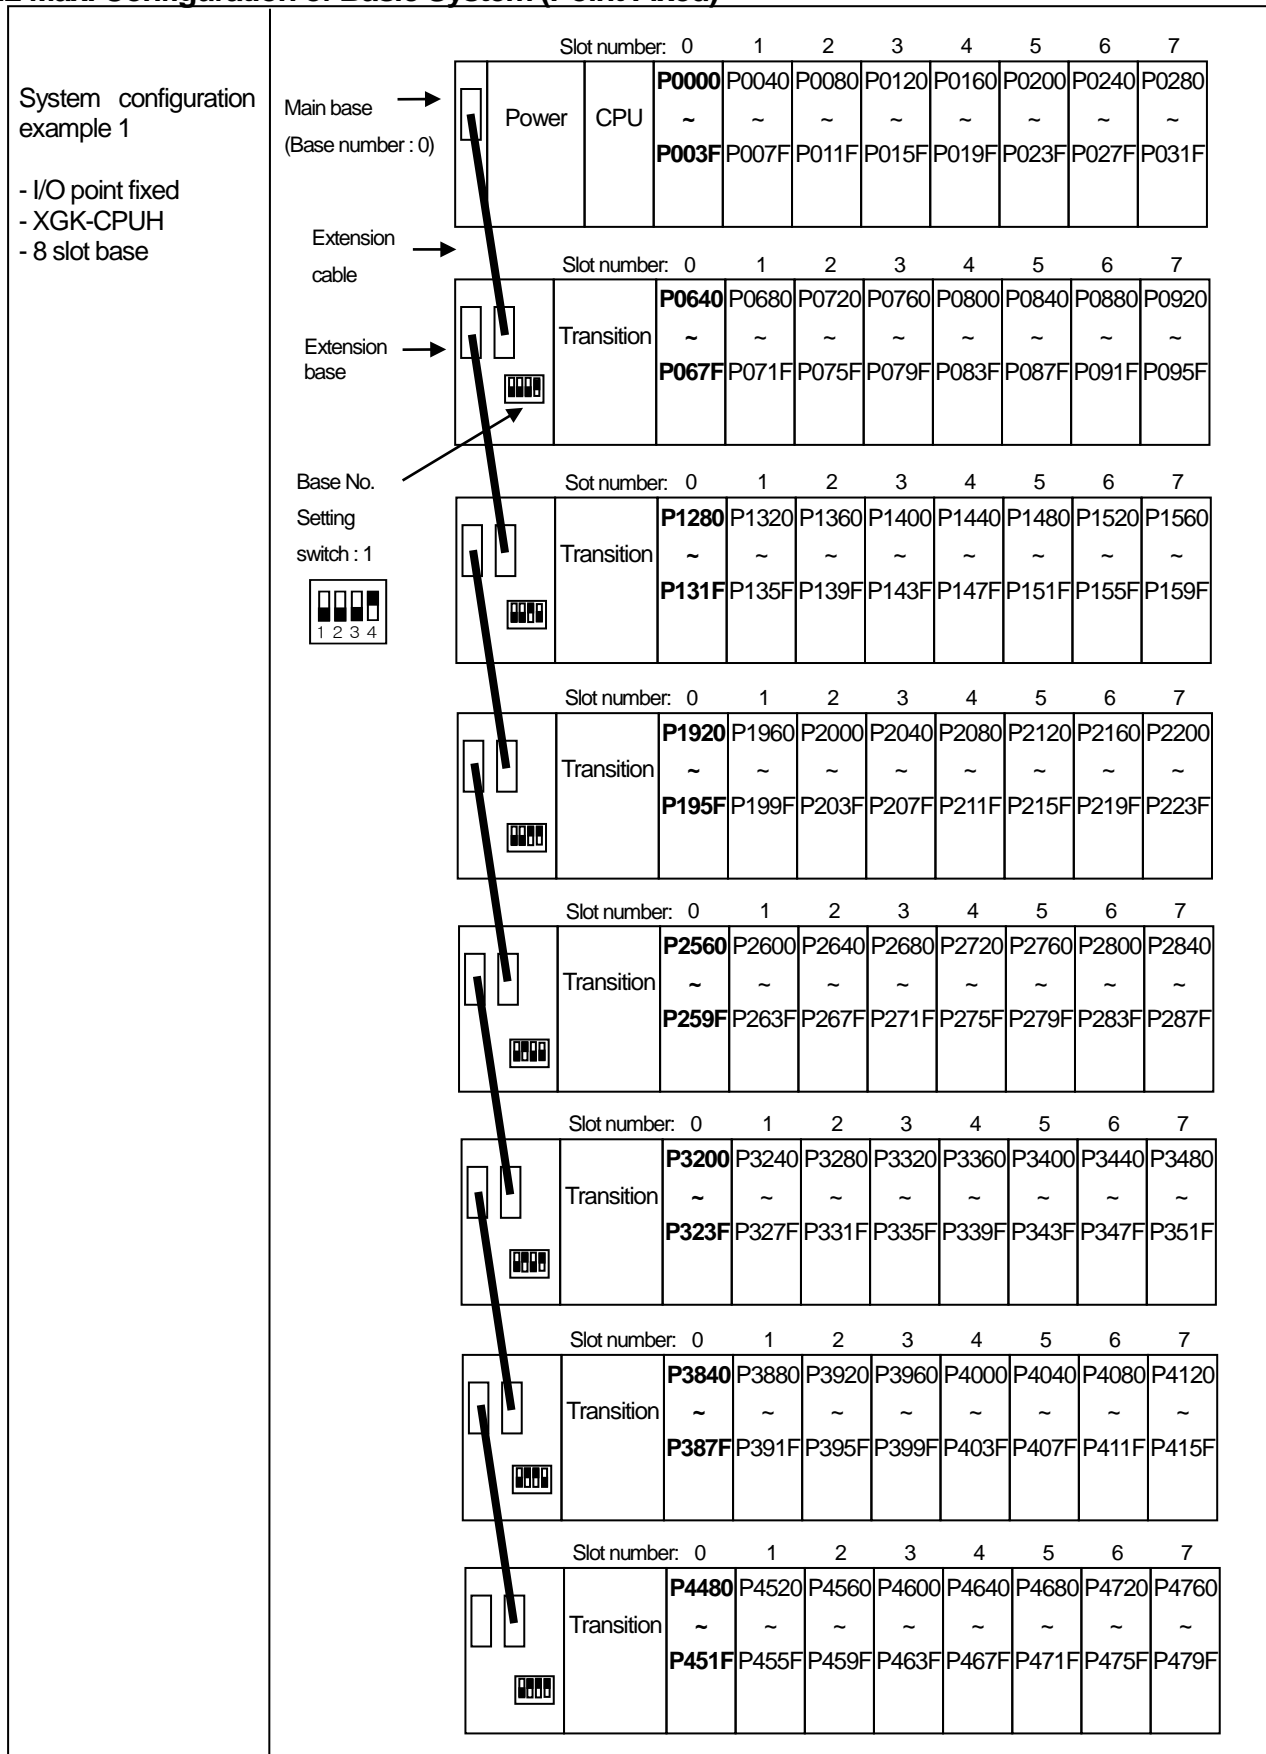 Max. Configuration of Basic System (Point Fixed)
System configuration
example 1
- I/O point fixed
- XGK-CPUH
- 8 slot base
Slot number: 0 1 2 3 4 5 6 7
Main base
(Base number : 0)
Power CPU
P0000 P0040 P0080 P0120 P0160 P0200 P0240 P0280
~ ~ ~ ~ ~ ~ ~ ~
P003F P007F P011F P015F P019F P023F P027F P031F
Extension
cable
Slot number: 0 1 2 3 4 5 6 7
Extension
base
Transition
P0640 P0680 P0720 P0760 P0800 P0840 P0880 P0920
~ ~ ~ ~ ~ ~ ~ ~
P067F P071F P075F P079F P083F P087F P091F P095F
Base No.
Setting
switch : 1
1 2 3 4
Sot number: 0 1 2 3 4 5 6 7
Transition
P1280 P1320 P1360 P1400 P1440 P1480 P1520 P1560
~ ~ ~ ~ ~ ~ ~ ~
P131F P135F P139F P143F P147F P151F P155F P159F
Slot number: 0 1 2 3 4 5 6 7
Transition
P1920 P1960 P2000 P2040 P2080 P2120 P2160 P2200
~ ~ ~ ~ ~ ~ ~ ~
P195F P199F P203F P207F P211F P215F P219F P223F
Slot number: 0 1 2 3 4 5 6 7
Transition
P2560 P2600 P2640 P2680 P2720 P2760 P2800 P2840
~ ~ ~ ~ ~ ~ ~ ~
P259F P263F P267F P271F P275F P279F P283F P287F
Slot number: 0 1 2 3 4 5 6 7
Transition
P3200 P3240 P3280 P3320 P3360 P3400 P3440 P3480
~ ~ ~ ~ ~ ~ ~ ~
P323F P327F P331F P335F P339F P343F P347F P351F
Slot number: 0 1 2 3 4 5 6 7
Transition
P3840 P3880 P3920 P3960 P4000 P4040 P4080 P4120
~ ~ ~ ~ ~ ~ ~ ~
P387F P391F P395F P399F P403F P407F P411F P415F
Slot number: 0 1 2 3 4 5 6 7
Transition
P4480 P4520 P4560 P4600 P4640 P4680 P4720 P4760
~ ~ ~ ~ ~ ~ ~ ~
P451F P455F P459F P463F P467F P471F P475F P479F